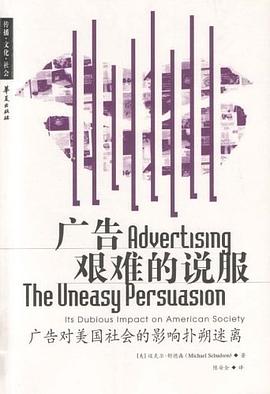 传播·文化·社会
华夏出版社
广告 Advertising
艰难的说服
The Uneasy Persuasion
Its Dubious Impact on American Society
广告对美国社会的影响扑朔迷离
[美] 迈克尔·舒德森 (Michael Schudson) 著
陈安全 译